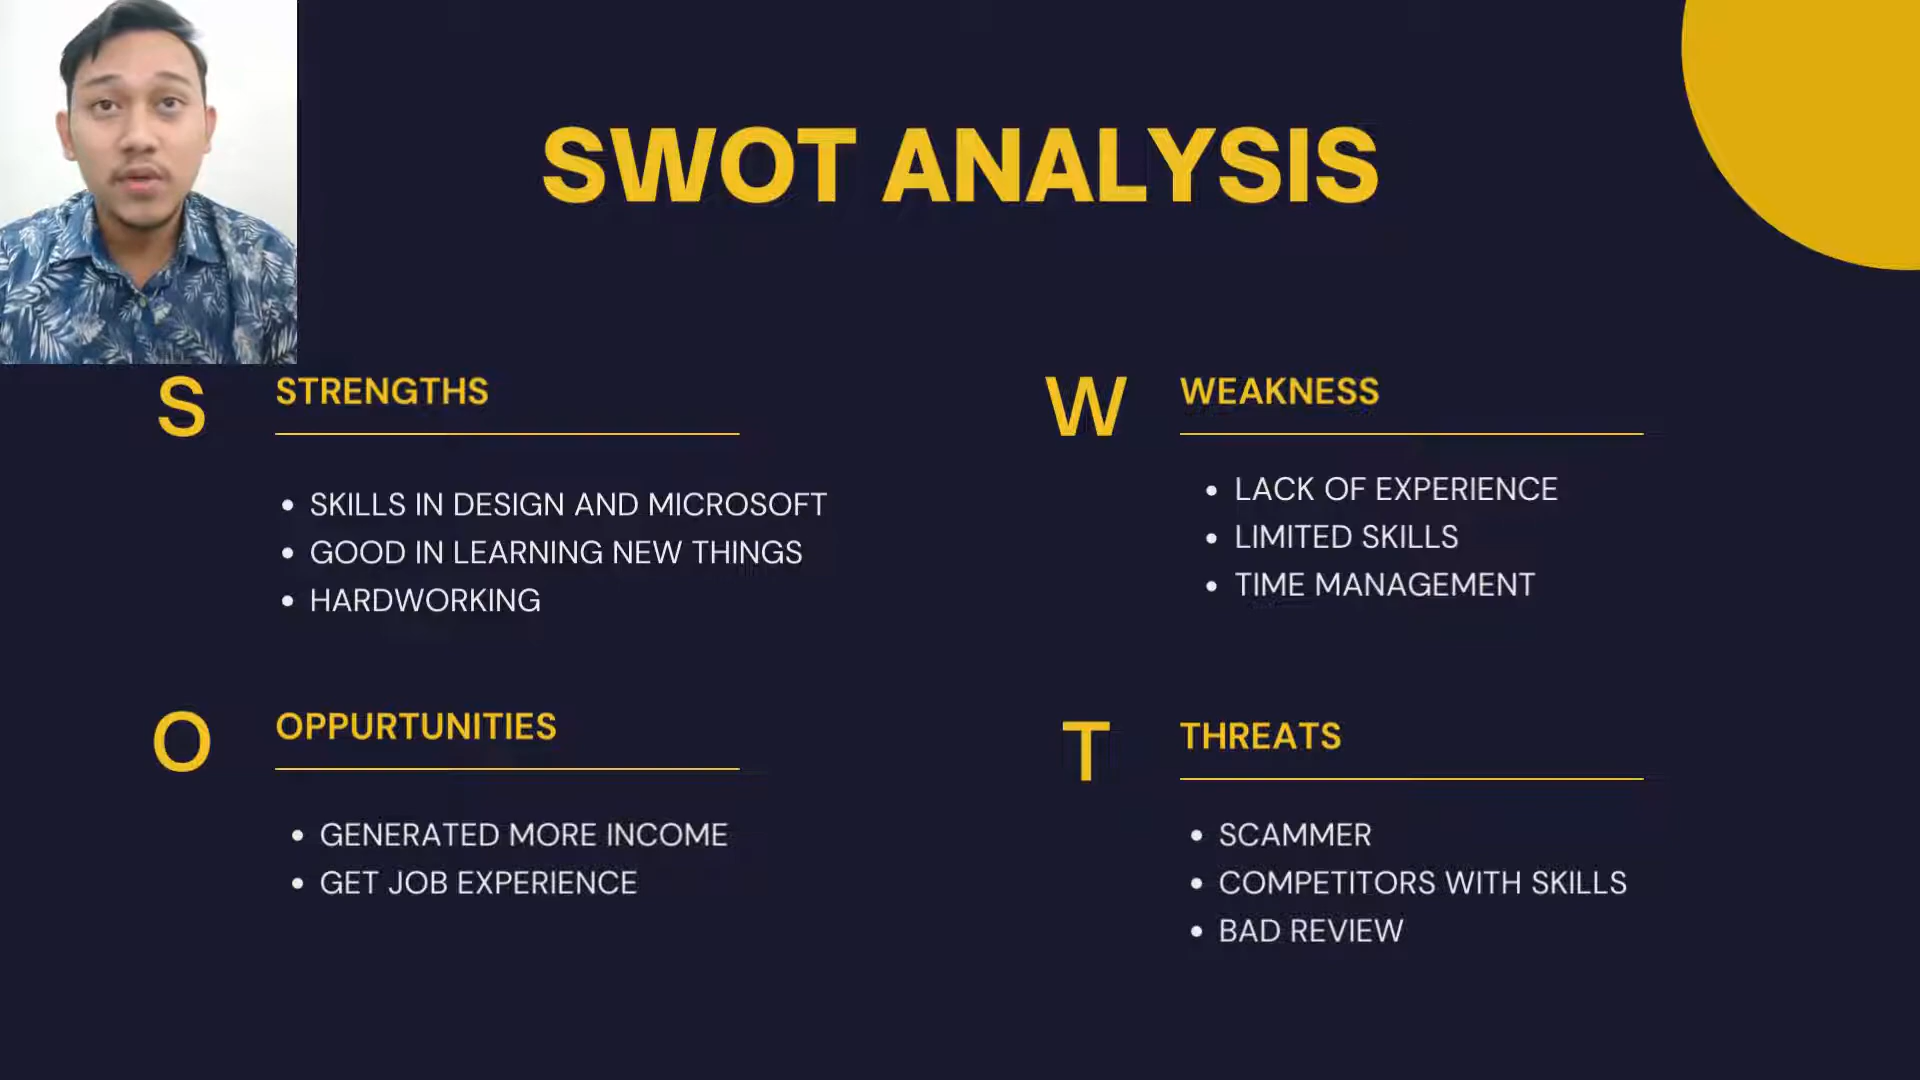 SWOT ANALYSIS
S
STRENGTHS
SKILLS IN DESIGN AND MICROSOFT
GOOD IN LEARNING NEW THINGS
HARDWORKING
W
WEAKNESS
LACK OF EXPERIENCE
LIMITED SKILLS
TIME MANAGEMENT
O
OPPURTUNITIES
GENERATED MORE INCOME
GET JOB EXPERIENCE
T
THREATS
SCAMMER
COMPETITORS WITH SKILLS
BAD REVIEW